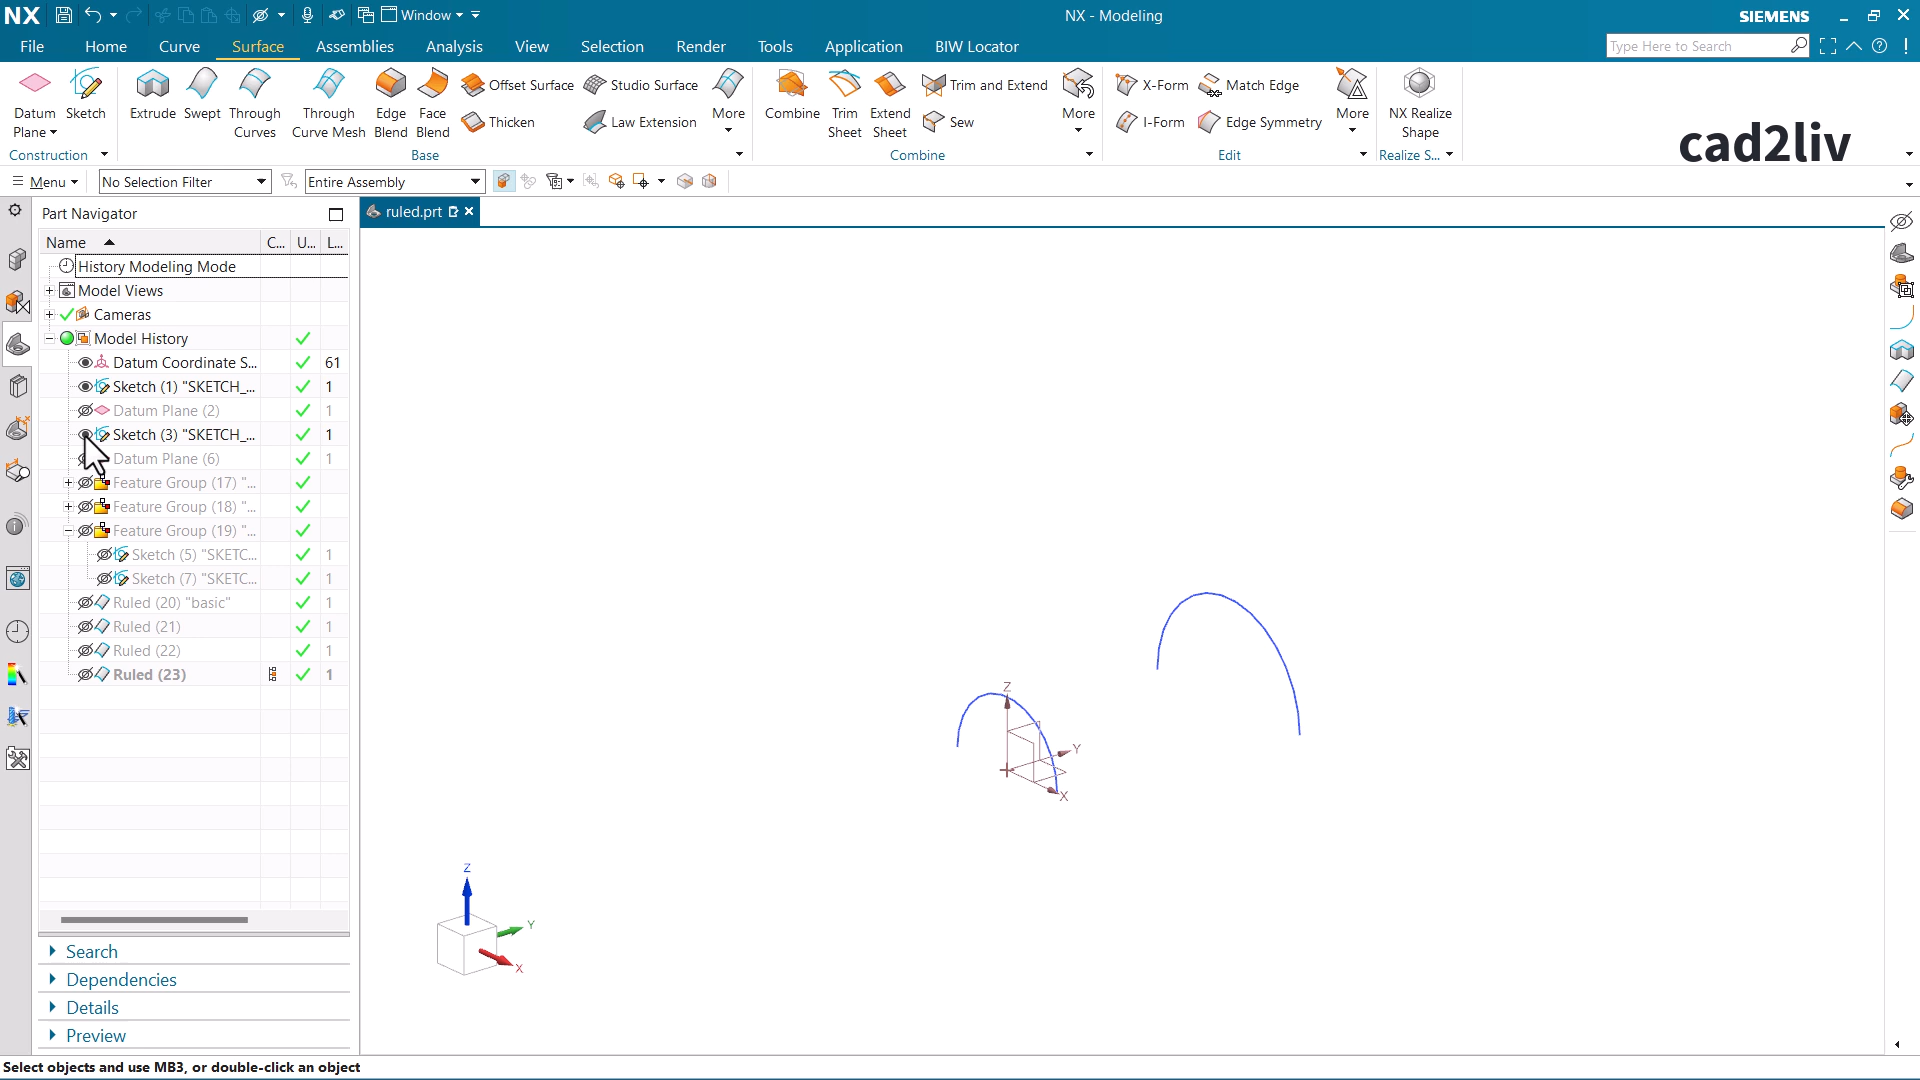 NX Window NX - Modeling SIEMENS
File Home Curve Surface Assemblies Analysis View Selection Render Tools Application BIW Locator Type Here to Search
Datum Plane Sketch Extrude Swept Through Curves Through Curve Mesh Edge Blend Face Blend Offset Surface Studio Surface More Combine Trim Sheet Extend Sheet Trim and Extend More X-Form Match Edge More NX Realize Shape
Thicken Law Extension Sew I-Form Edge Symmetry
cad2liv
Construction Base Combine Edit Realize S...
Menu No Selection Filter Entire Assembly
Part Navigator ruled.prt
Name C... U... L...
History Modeling Mode
Model Views
Cameras
Model History
Datum Coordinate S... 61
Sketch (1) "SKETCH_... 1
Datum Plane (2) 1
Sketch (3) "SKETCH_... 1
Datum Plane (6) 1
Feature Group (17) "...
Feature Group (18) "...
Feature Group (19) "...
Sketch (5) "SKETC... 1
Sketch (7) "SKETC... 1
Ruled (20) "basic" 1
Ruled (21) 1
Ruled (22) 1
Ruled (23) 1
Z
Y
X
Z
Y
X
Search
Dependencies
Details
Preview
Select objects and use MB3, or double-click an object